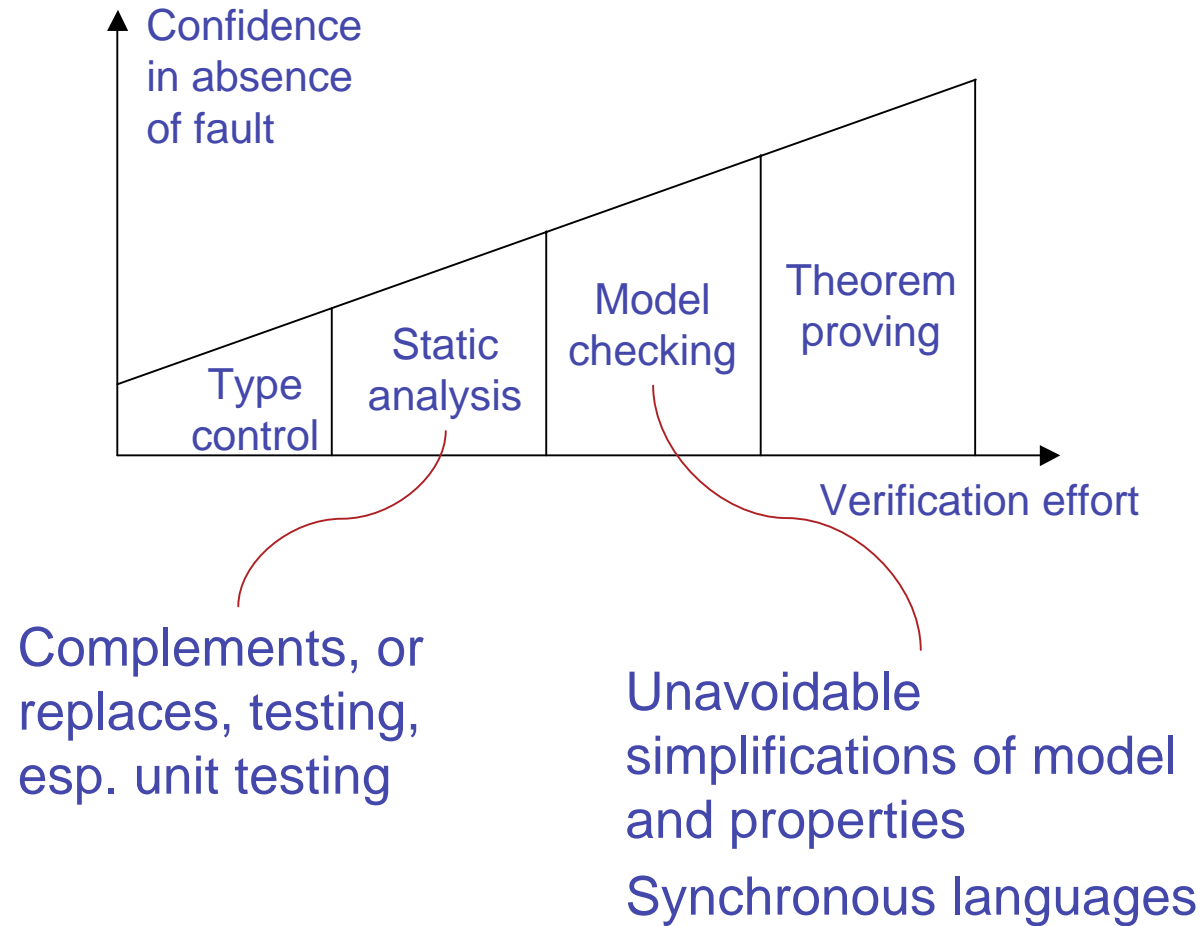 Confidence
in absence
of fault
Type
control
Static
analysis
Model
checking
Theorem
proving
Verification effort
Complements, or
replaces, testing,
esp. unit testing
Unavoidable
simplifications of model
and properties
Synchronous languages